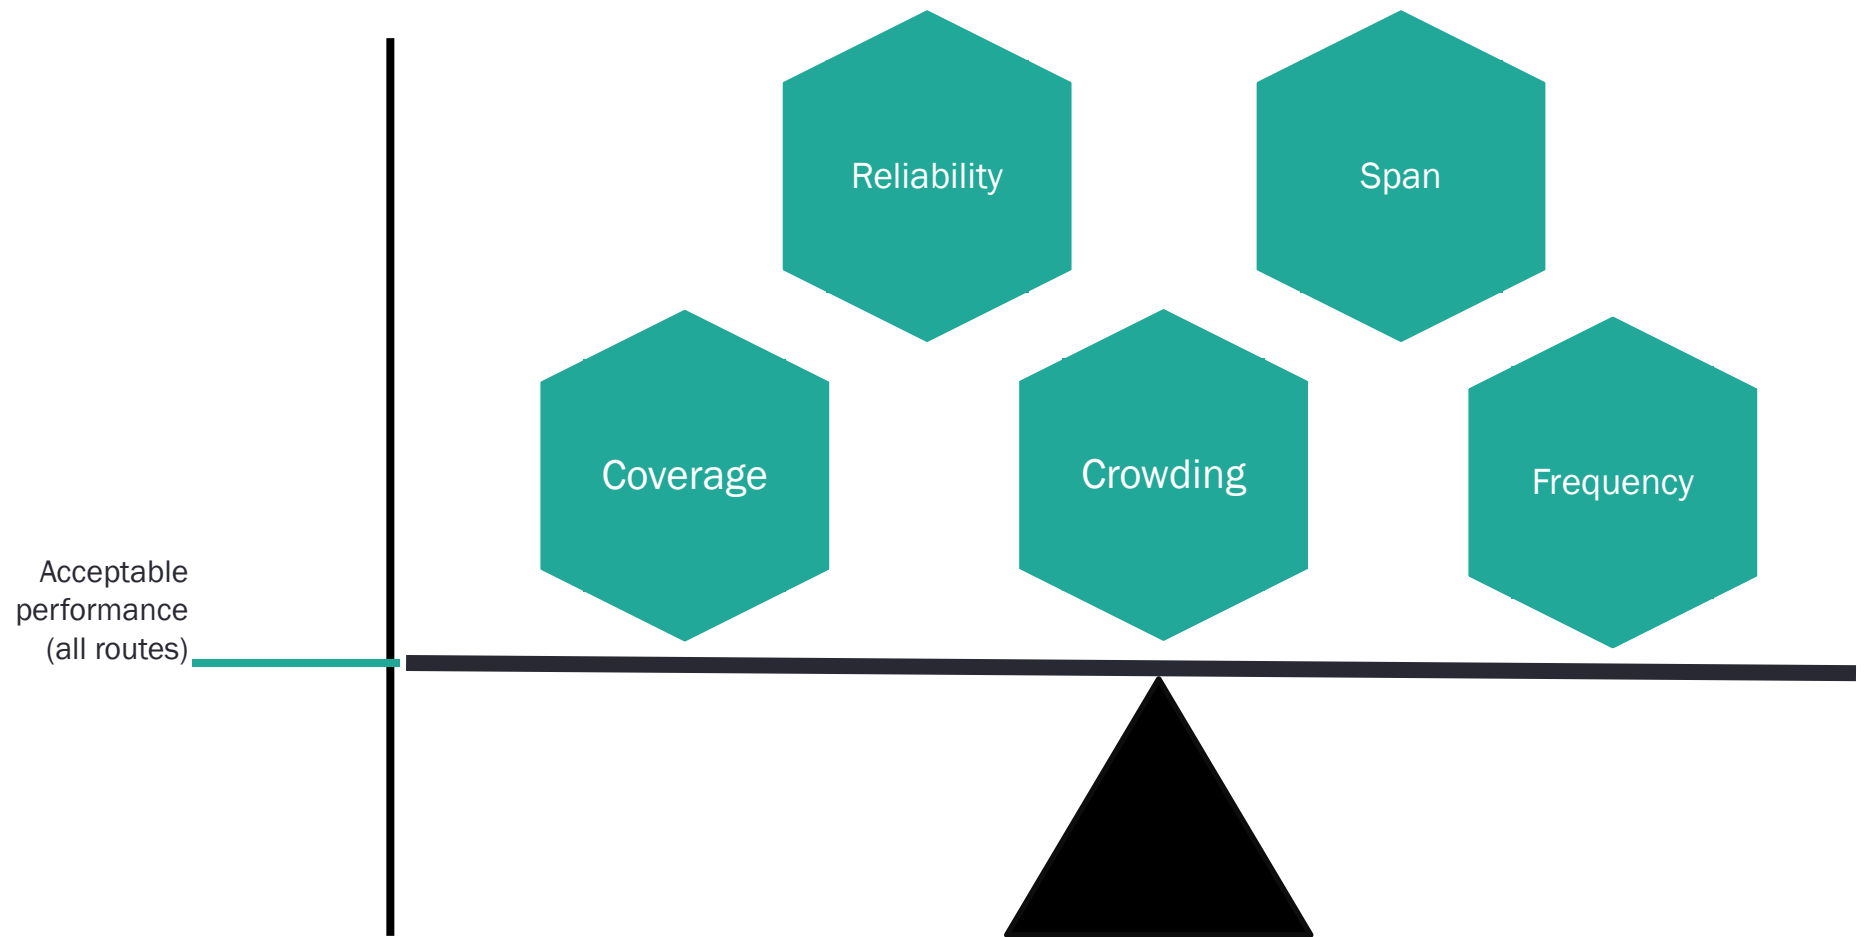 Reliability
Span
Coverage
Crowding
Frequency
Acceptable
performance
(all routes)